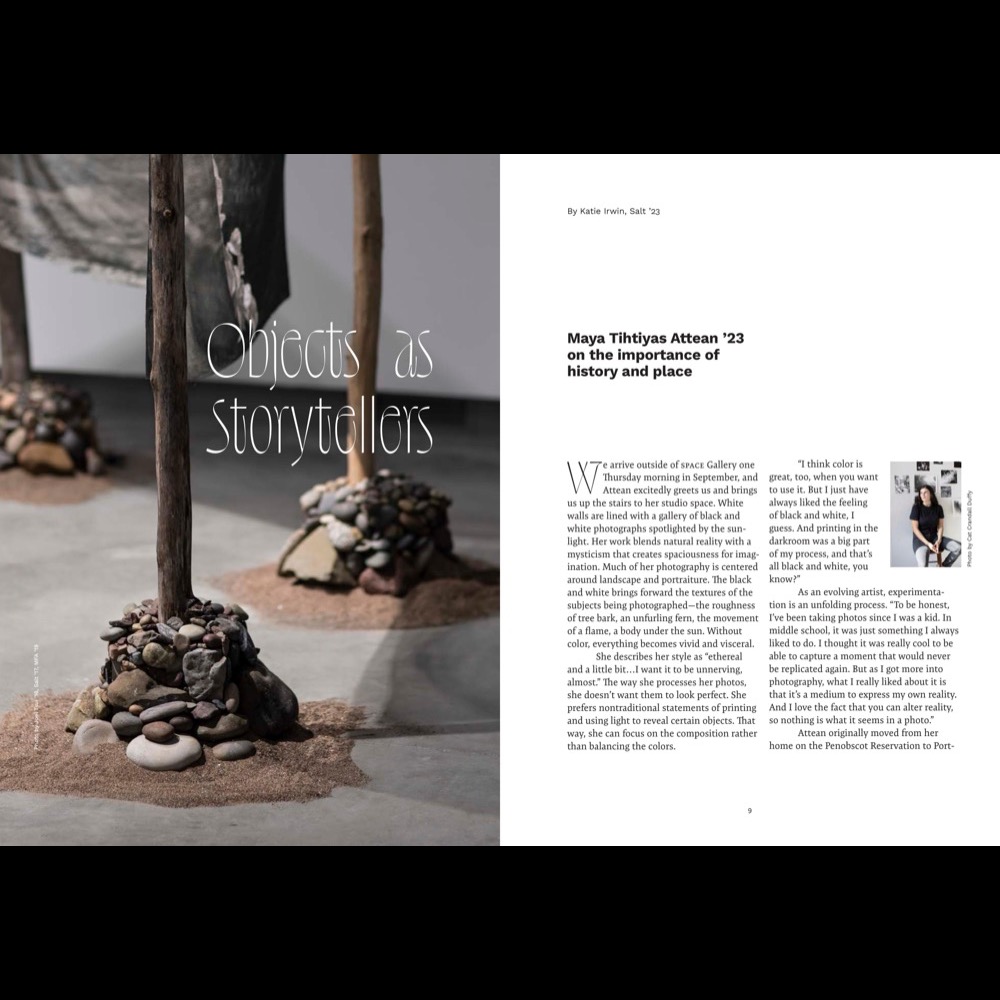 Objects as
Storytellers
By Katie Irwin, Salt ’23
Maya Tihtiyas Attean ’23
on the importance of
history and place
We arrive outside of SPACE Gallery one
Thursday morning in September, and
Attean excitedly greets us and brings
us up the stairs to her studio space. White
walls are lined with a gallery of black and
white photographs spotlighted by the sun-
light. Her work blends natural reality with a
mysticism that creates spaciousness for imag-
ination. Much of her photography is centered
around landscape and portraiture. The black
and white brings forward the textures of the
subjects being photographed—the roughness
of tree bark, an unfurling fern, the movement
of a flame, a body under the sun. Without
color, everything becomes vivid and visceral.
She describes her style as “ethereal
and a little bit…I want it to be unnerving,
almost.” The way she processes her photos,
she doesn’t want them to look perfect. She
prefers nontraditional statements of printing
and using light to reveal certain objects. That
way, she can focus on the composition rather
than balancing the colors.
“I think color is
great, too, when you want
to use it. But I just have
always liked the feeling
of black and white, I
guess. And printing in the
darkroom was a big part
of my process, and that’s
all black and white, you
know?”
Photo by Cat Crandall Duffy
As an evolving artist, experimenta-
tion is an unfolding process. “To be honest,
I’ve been taking photos since I was a kid. In
middle school, it was just something I always
liked to do. I thought it was really cool to be
able to capture a moment that would never
be replicated again. But as I got more into
photography, what I really liked about it is
that it’s a medium to express my own reality.
And I love the fact that you can alter reality,
so nothing is what it seems in a photo.”
Attean originally moved from her
home on the Penobscot Reservation to Port-
9